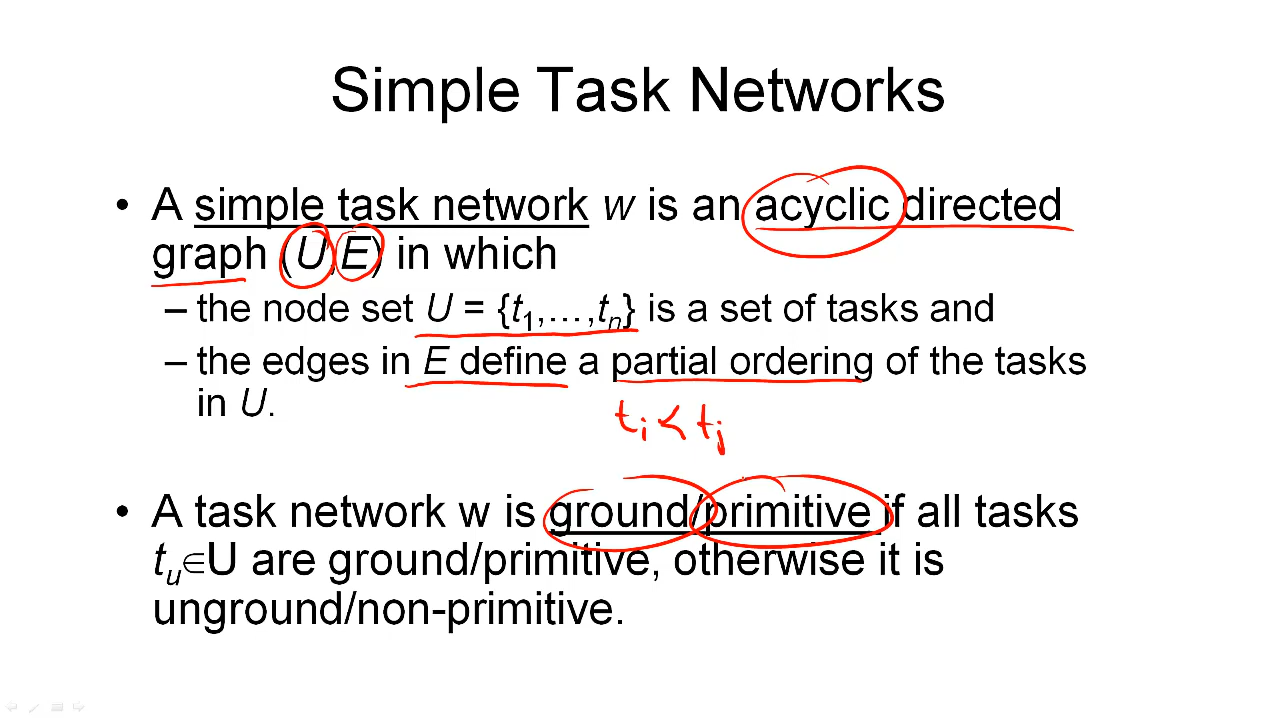 Simple Task Networks
• A simple task network w is an acyclic directed
graph (U,E) in which
– the node set U = {t1,…,tn} is a set of tasks and
– the edges in E define a partial ordering of the tasks
in U.
ti < tj
• A task network w is ground/primitive if all tasks
tu∈U are ground/primitive, otherwise it is
unground/non-primitive.